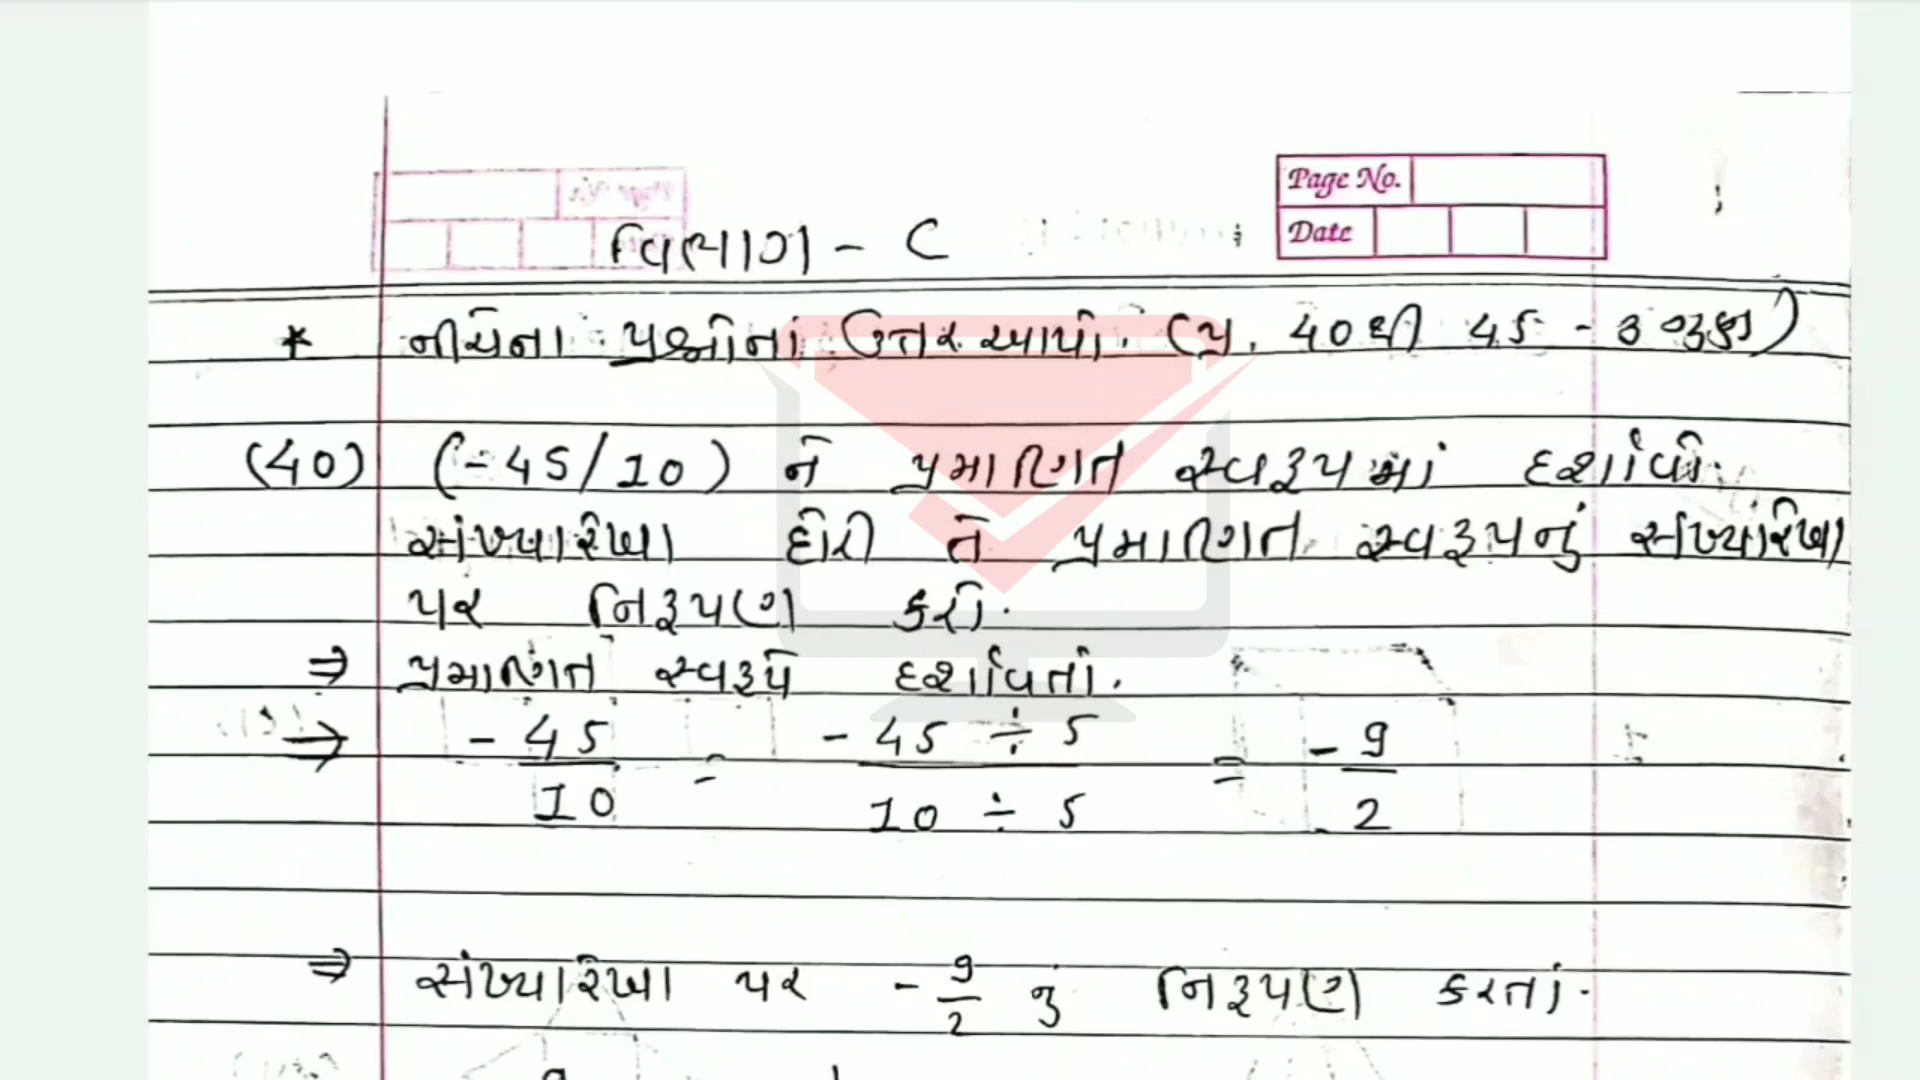 Page No.
Date
વિભાગ - C
* નીચેના પ્રશ્નોનાં ઉત્તર આપો. (પ્ર. 40 થી 45 - 3 ગુણ)
(40) (-45/10) ને પ્રમાણિત સ્વરૂપમાં દર્શાવી
સંખ્યારેખા દોરી ને પ્રમાણિત સ્વરૂપનું સંખ્યારેખા
પર નિરૂપણ કરો.
⇒ પ્રમાણિત સ્વરૂપે દર્શાવતાં.
⇒ -45/10 = -45 ÷ 5/10 ÷ 5 = -9/2
⇒ સંખ્યારેખા પર -9/2 નું નિરૂપણ કરતાં.